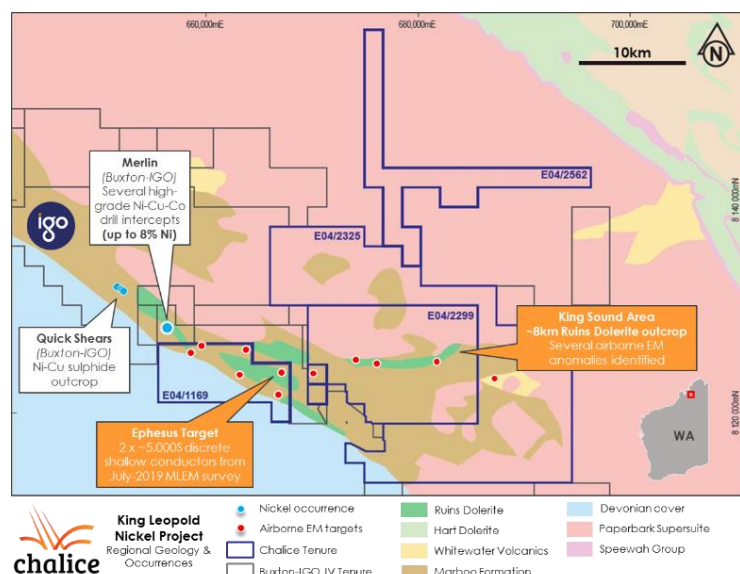 660,000mE
680,000mE
700,000mE
10km
N
Merlin
(Buxton-IGO)
Several high-
grade Ni-Cu-Co
drill intercepts
(up to 8% Ni)
E04/2562
8 140 000mN
igo
E04/2325
E04/2299
King Sound Area
~8km Ruins Dolerite outcrop
Several airborne EM
anomalies identified
Quick Shears
(Buxton-IGO)
Ni-Cu sulphide
outcrop
E04/1169
8 120 000mN
Ephesus Target
2 x ~5,000S discrete
shallow conductors from
July-2019 MLEM survey
WA
chalice
King Leopold
Nickel Project
Regional Geology &
Occurrences
Nickel occurrence
Airborne EM targets
Chalice Tenure
Buxton-IGO JV Tenure
Ruins Dolerite
Hart Dolerite
Whitewater Volcanics
Marboo Formation
Devonian cover
Paperbark Supersuite
Speewah Group